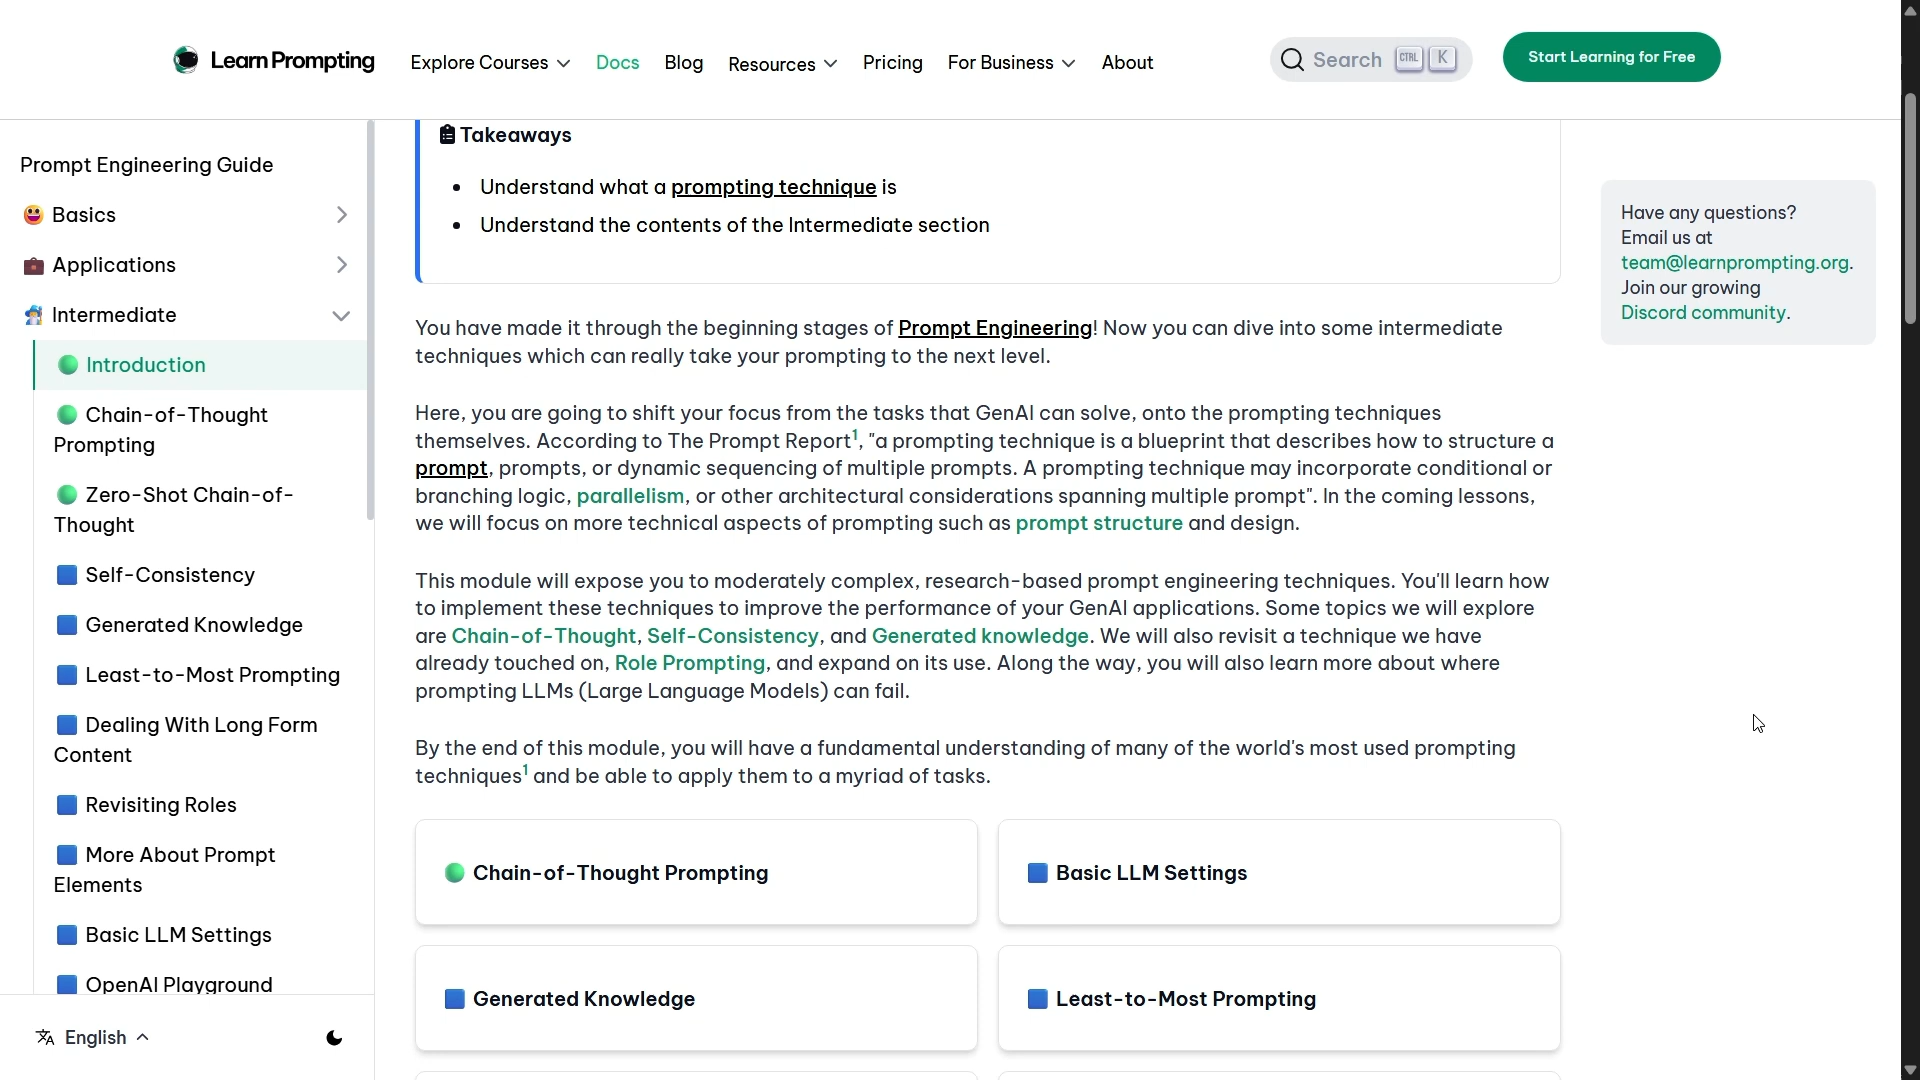 Learn Prompting
Explore Courses
Docs
Blog
Resources
Pricing
For Business
About
Search CTRL K
Start Learning for Free
Prompt Engineering Guide
Basics
Applications
Intermediate
Introduction
Chain-of-Thought
Prompting
Zero-Shot Chain-of-
Thought
Self-Consistency
Generated Knowledge
Least-to-Most Prompting
Dealing With Long Form
Content
Revisiting Roles
More About Prompt
Elements
Basic LLM Settings
OpenAI Playground
English
Takeaways
Understand what a prompting technique is
Understand the contents of the Intermediate section
You have made it through the beginning stages of Prompt Engineering! Now you can dive into some intermediate
techniques which can really take your prompting to the next level.
Here, you are going to shift your focus from the tasks that GenAI can solve, onto the prompting techniques
themselves. According to The Prompt Report1, "a prompting technique is a blueprint that describes how to structure a
prompt, prompts, or dynamic sequencing of multiple prompts. A prompting technique may incorporate conditional or
branching logic, parallelism, or other architectural considerations spanning multiple prompt". In the coming lessons,
we will focus on more technical aspects of prompting such as prompt structure and design.
This module will expose you to moderately complex, research-based prompt engineering techniques. You'll learn how
to implement these techniques to improve the performance of your GenAI applications. Some topics we will explore
are Chain-of-Thought, Self-Consistency, and Generated knowledge. We will also revisit a technique we have
already touched on, Role Prompting, and expand on its use. Along the way, you will also learn more about where
prompting LLMs (Large Language Models) can fail.
By the end of this module, you will have a fundamental understanding of many of the world's most used prompting
techniques1 and be able to apply them to a myriad of tasks.
Chain-of-Thought Prompting
Basic LLM Settings
Generated Knowledge
Least-to-Most Prompting
Have any questions?
Email us at
team@learnprompting.org.
Join our growing
Discord community.